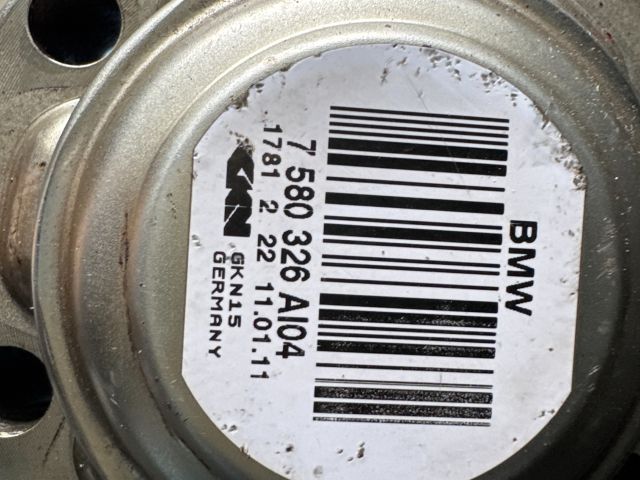 BMW
7 580 326 AI04
1781 2 22 11.01.11
GKN GKN15
GERMANY